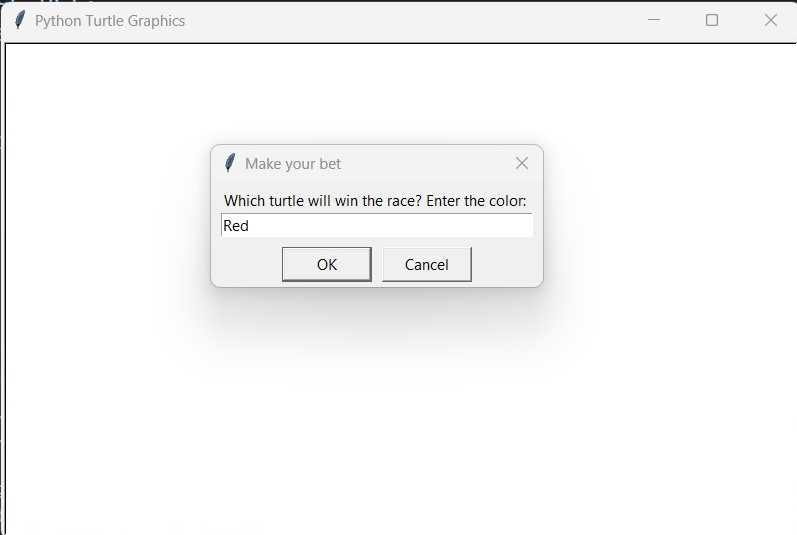 Python Turtle Graphics
Make your bet
Which turtle will win the race? Enter the color:
Red
OK Cancel